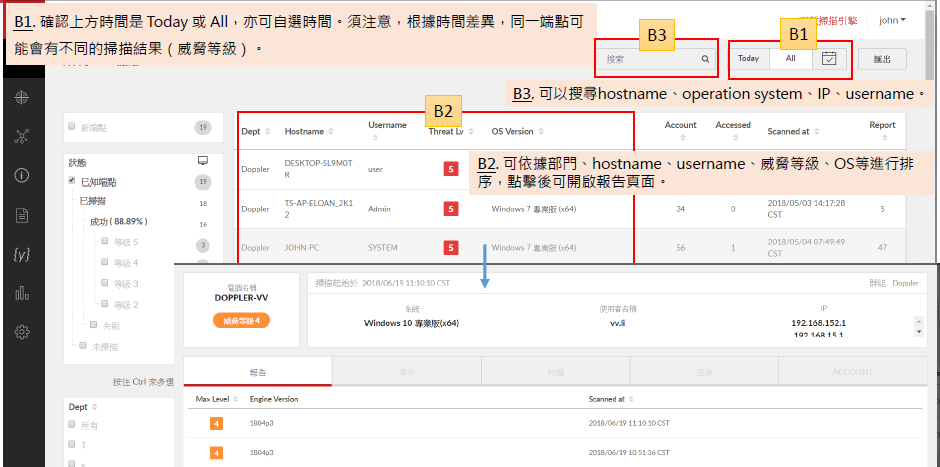 B1. 確認上方時間是 Today 或 All，亦可自選時間。須注意，根據時間差異，同一端點可
能會有不同的掃描結果（威脅等級）。
掃描引擎
john
B3
B1
搜索
Today
All
匯出
B3. 可以搜尋hostname、operation system、IP、username。
B2
新端點
19
狀態
已知端點
19
已掃描
18
成功 ( 88.89% )
16
等級 5
3
等級 4
等級 3
等級 2
失敗
未掃描
按住 Ctrl 來多選
Dept
所有
T
s
Dept
Hostname
Username
Threat Lv
OS Version
Account
Accessed
Scanned at
Report
Doppler
DESKTOP-SL9M0T
R
user
5
B2. 可依據部門、hostname、username、威脅等級、OS等進行排
序，點擊後可開啟報告頁面。
Doppler
TS-AP-ELOAN_2K1
2
Admin
5
Windows 7 專業版 (x64)
34
0
2018/05/03 14:17:28
CST
5
Doppler
JOHN-PC
SYSTEM
5
Windows 7 專業版 (x64)
56
1
2018/05/04 07:49:49
CST
47
電腦名稱
DOPPLER-VV
威脅等級 4
掃描起始於 2018/06/19 11:10:10 CST
群組 Doppler
系統
Windows 10 專業版(x64)
使用者名稱
vv.li
IP
192.168.152.1
192.168.15.1
報告
事件
ACCOUNT
Max Level
Engine Version
Scanned at
4
1804p3
2018/06/19 11:10:10 CST
4
1804p3
2018/06/19 10:51:36 CST